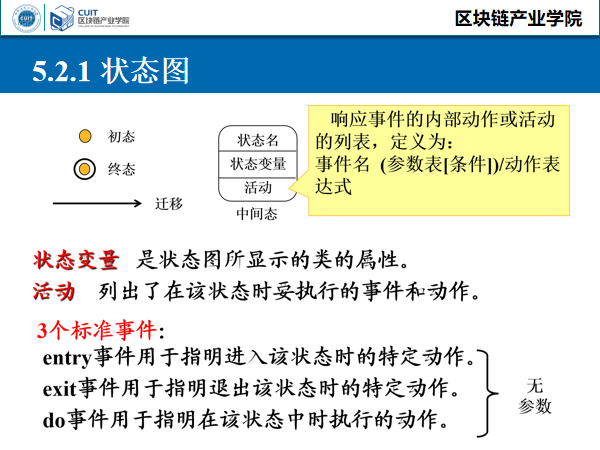 CUIT
CUIT
区块链产业学院
区块链产业学院
5.2.1 状态图
初态
终态
迁移
状态名
状态变量
活动
中间态
响应事件的内部动作或活动
的列表，定义为：
事件名 (参数表[条件])/动作表
达式
状态变量 是状态图所显示的类的属性。
活动 列出了在该状态时要执行的事件和动作。
3个标准事件：
entry事件用于指明进入该状态时的特定动作。
exit事件用于指明退出该状态时的特定动作。
do事件用于指明在该状态中时执行的动作。
无
参数